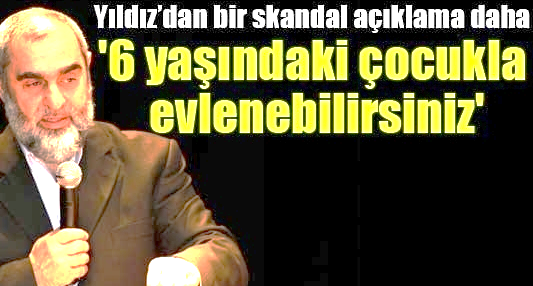 Yıldız’dan bir skandal açıklama daha
'6 yaşındaki çocukla
evlenebilirsiniz'